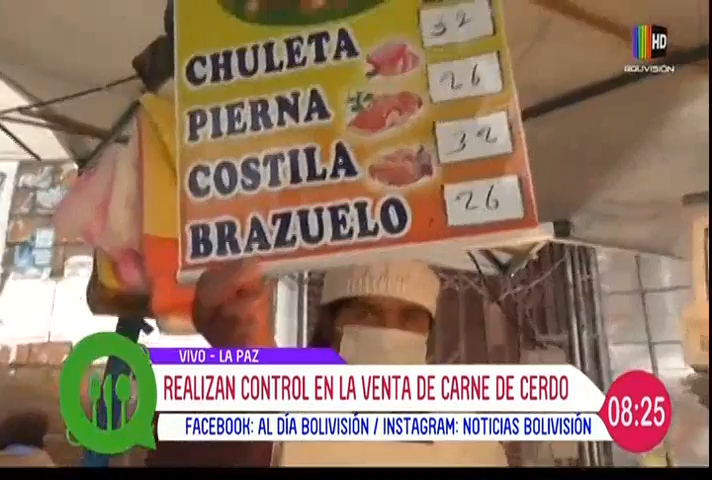 32
CHULETA
26
PIERNA
32
COSTILA
26
BRAZUELO
HD
BOLIVISIÓN
VIVO - LA PAZ
REALIZAN CONTROL EN LA VENTA DE CARNE DE CERDO
08:25
FACEBOOK: AL DÍA BOLIVISIÓN / INSTAGRAM: NOTICIAS BOLIVISIÓN